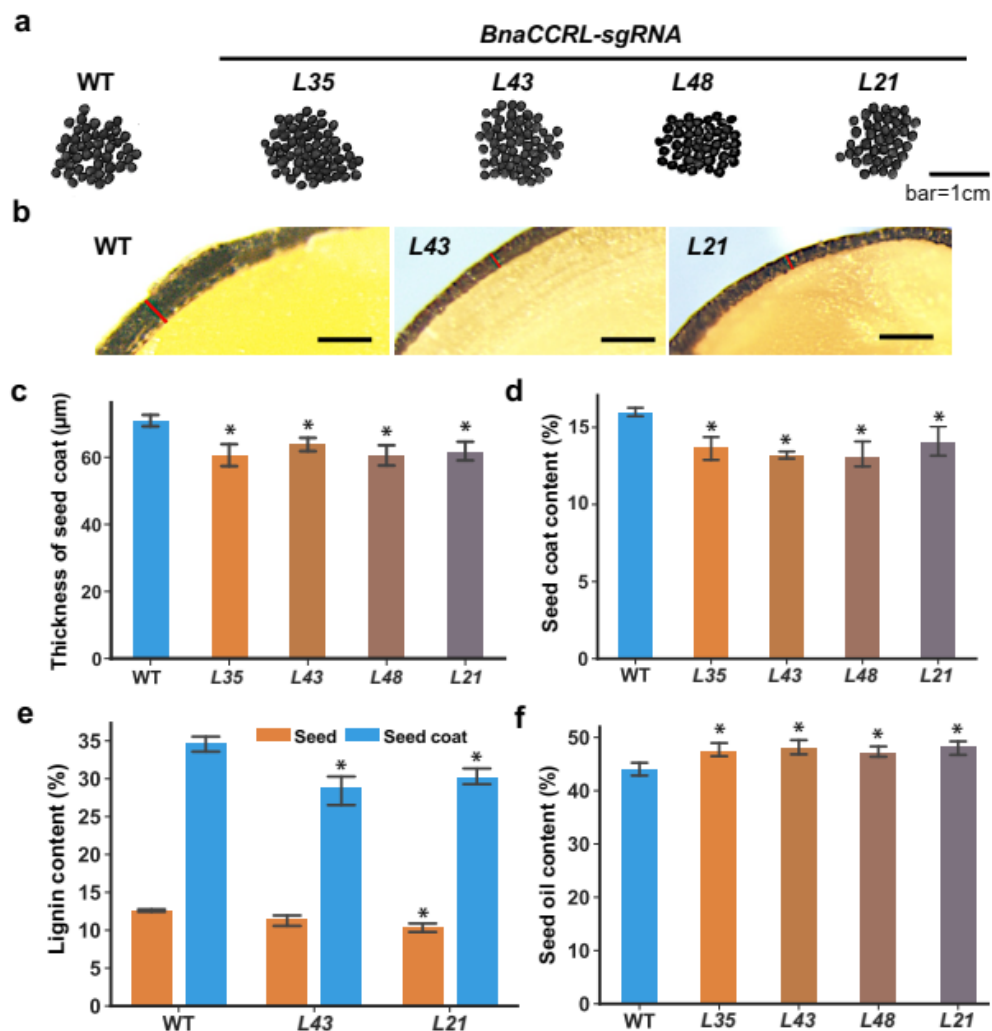 a
BnaCCRL-sgRNA
WT
L35
L43
L48
L21
bar=1cm
b
WT
L43
L21
c
Thickness of seed coat (µm)
60
40
20
0
*
*
*
*
WT
L35
L43
L48
L21
d
Seed coat content (%)
15
10
5
0
*
*
*
*
WT
L35
L43
L48
L21
e
Lignin content (%)
35
30
25
20
15
10
5
0
Seed
Seed coat
*
*
*
WT
L43
L21
f
Seed oil content (%)
50
40
30
20
10
0
*
*
*
*
WT
L35
L43
L48
L21